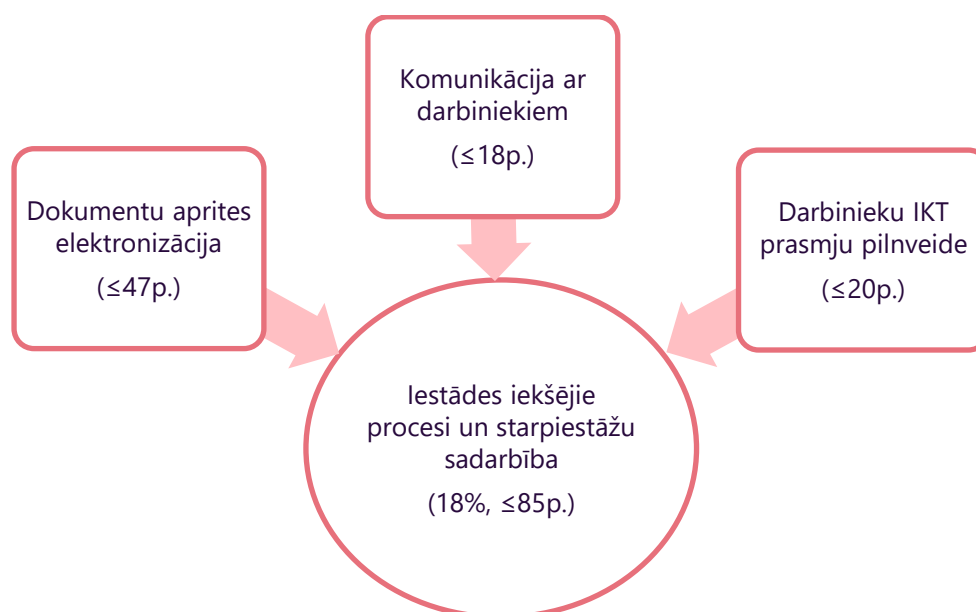 Komunikācija ar
darbiniekiem
(≤18p.)
Dokumentu aprites
elektronizācija
(≤47p.)
Darbinieku IKT
prasmju pilnveide
(≤20p.)
Iestādes iekšējie
procesi un starpiestāžu
sadarbība
(18%, ≤85p.)